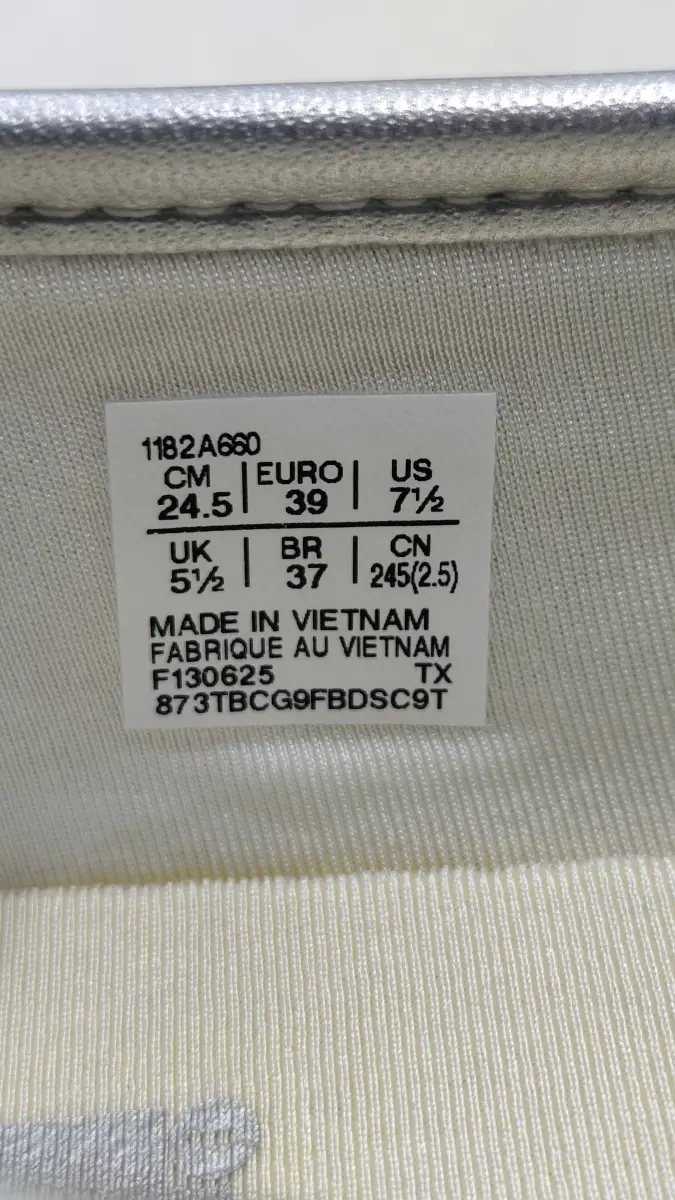 1182A660
CM | EURO | US
24.5 | 39 | 7½
UK | BR | CN
5½ | 37 | 245(2.5)
MADE IN VIETNAM
FABRIQUE AU VIETNAM
F130625 TX
873TBCG9FBDSC9T